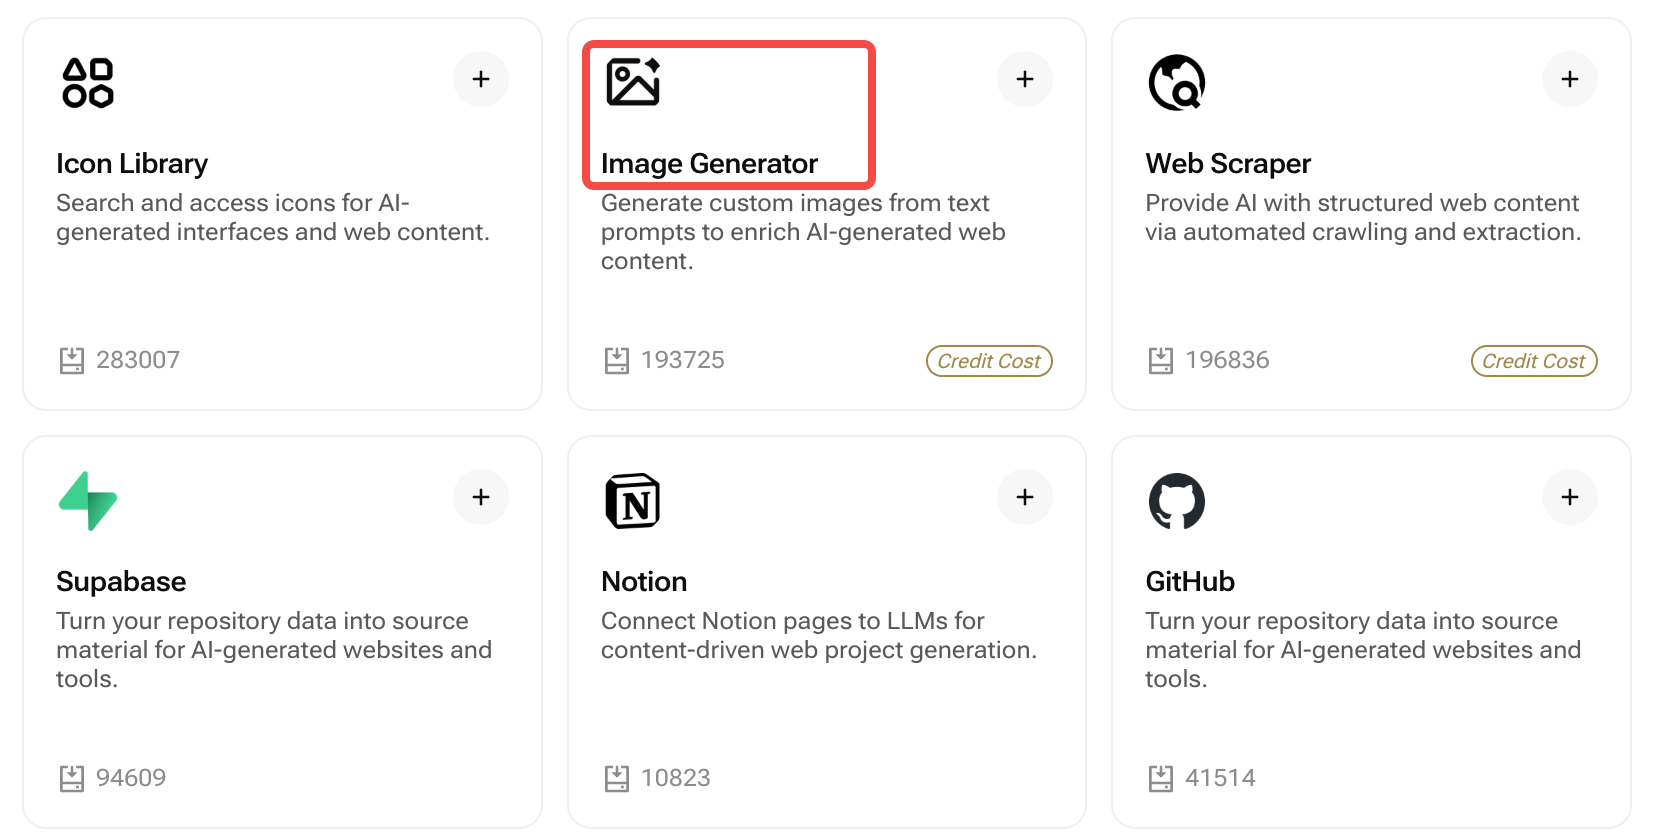 Icon Library
Search and access icons for AI-
generated interfaces and web content.
283007
Image Generator
Generate custom images from text
prompts to enrich AI-generated web
content.
193725
Credit Cost
Web Scraper
Provide AI with structured web content
via automated crawling and extraction.
196836
Credit Cost
Supabase
Turn your repository data into source
material for AI-generated websites and
tools.
94609
N
Notion
Connect Notion pages to LLMs for
content-driven web project generation.
10823
GitHub
Turn your repository data into source
material for AI-generated websites and
tools.
41514